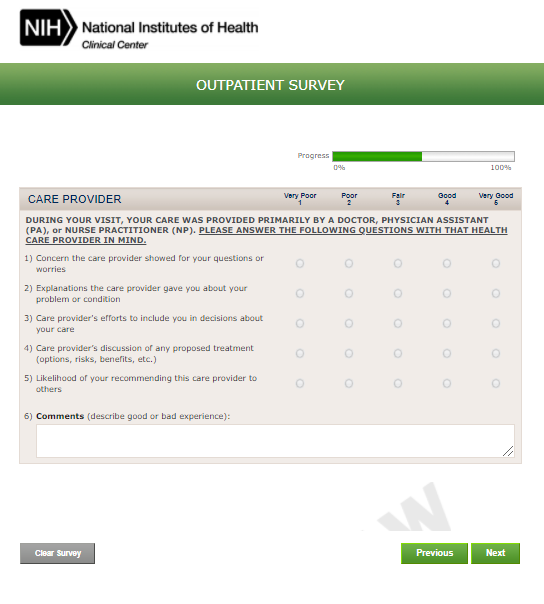 NIH National Institutes of Health
Clinical Center
OUTPATIENT SURVEY
Progress
0% 100%
CARE PROVIDER
Very Poor Poor Fair Good Very Good
1 2 3 4 5
DURING YOUR VISIT, YOUR CARE WAS PROVIDED PRIMARILY BY A DOCTOR, PHYSICIAN ASSISTANT
(PA), or NURSE PRACTITIONER (NP). PLEASE ANSWER THE FOLLOWING QUESTIONS WITH THAT HEALTH
CARE PROVIDER IN MIND.
1) Concern the care provider showed for your questions or
worries
2) Explanations the care provider gave you about your
problem or condition
3) Care provider's efforts to include you in decisions about
your care
4) Care provider's discussion of any proposed treatment
(options, risks, benefits, etc.)
5) Likelihood of your recommending this care provider to
others
6) Comments (describe good or bad experience):
W
Clear Survey Previous Next